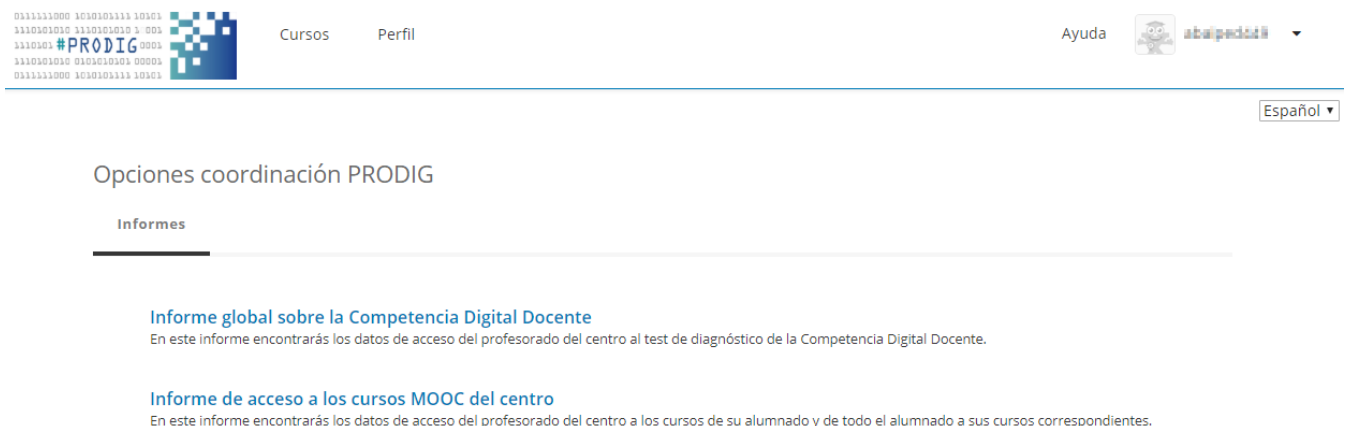 0111111000 1010101111 10101
1110101010 1110101010 1 001
1110101 #PRODIG 0001
1110101010 0101010101 00001
0111111000 1010101111 10101
Cursos
Perfil
Ayuda
Español
Opciones coordinación PRODIG
Informes
Informe global sobre la Competencia Digital Docente
En este informe encontrarás los datos de acceso del profesorado del centro al test de diagnóstico de la Competencia Digital Docente.
Informe de acceso a los cursos MOOC del centro
En este informe encontrarás los datos de acceso del profesorado del centro a los cursos de su alumnado y de todo el alumnado a sus cursos correspondientes.